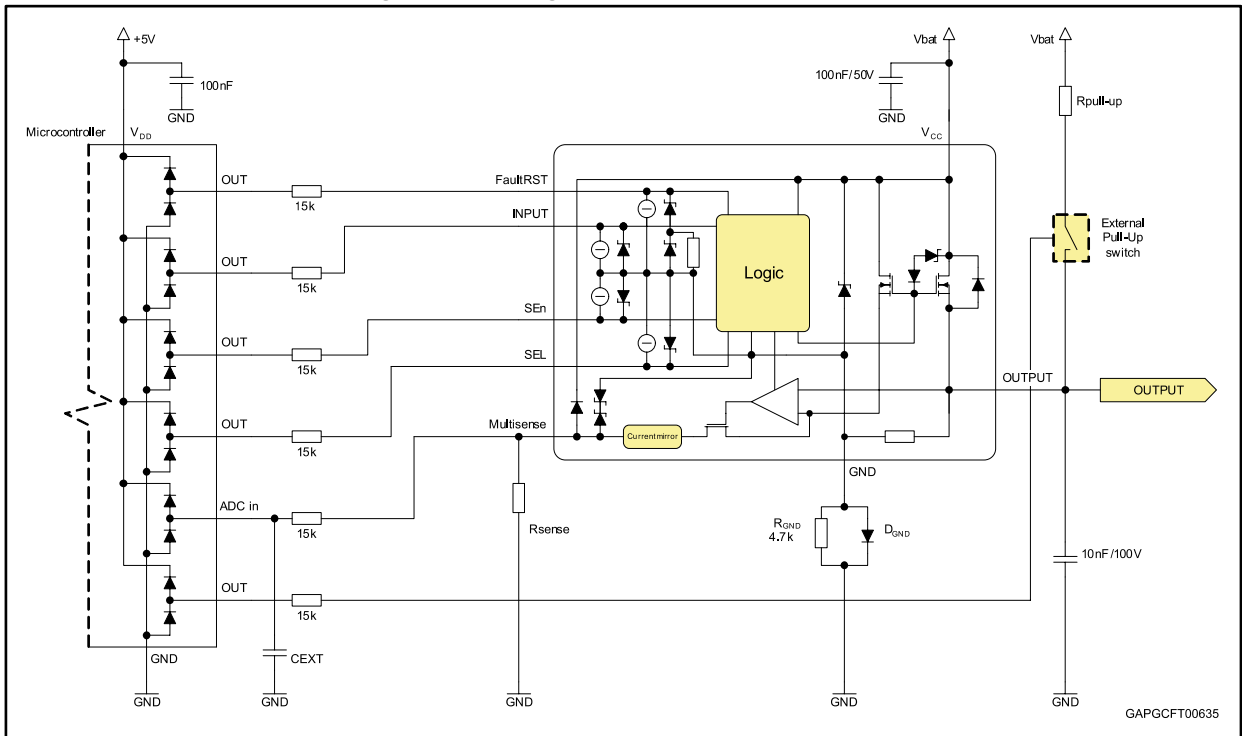 +5V
Vbat
Vbat
100nF
100nF/50V
GND
GND
Rpull-up
Microcontroller
VDD
VCC
OUT
15k
FaultRST
INPUT
OUT
15k
Logic
External
Pull-Up
switch
SEn
OUT
15k
SEL
OUTPUT
OUTPUT
OUT
15k
Multisense
Current mirror
GND
ADC in
15k
Rsense
RGND
4.7k
DGND
10nF/100V
OUT
15k
GND
CEXT
GND
GND
GND
GND
GND
GAPGCFT00635